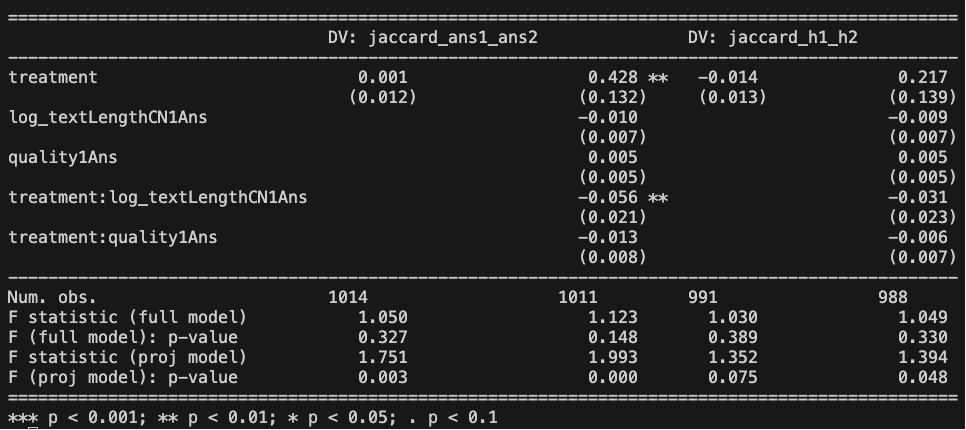 DV: jaccard_ans1_ans2 DV: jaccard_h1_h2
treatment 0.001 0.428 ** -0.014 0.217
(0.012) (0.132) (0.013) (0.139)
log_textLengthCN1Ans -0.010 -0.009
(0.007) (0.007)
quality1Ans 0.005 0.005
(0.005) (0.005)
treatment:log_textLengthCN1Ans -0.056 ** -0.031
(0.021) (0.023)
treatment:quality1Ans -0.013 -0.006
(0.008) (0.007)
Num. obs. 1014 1011 991 988
F statistic (full model) 1.050 1.123 1.030 1.049
F (full model): p-value 0.327 0.148 0.389 0.330
F statistic (proj model) 1.751 1.993 1.352 1.394
F (proj model): p-value 0.003 0.000 0.075 0.048
*** p < 0.001; ** p < 0.01; * p < 0.05; . p < 0.1